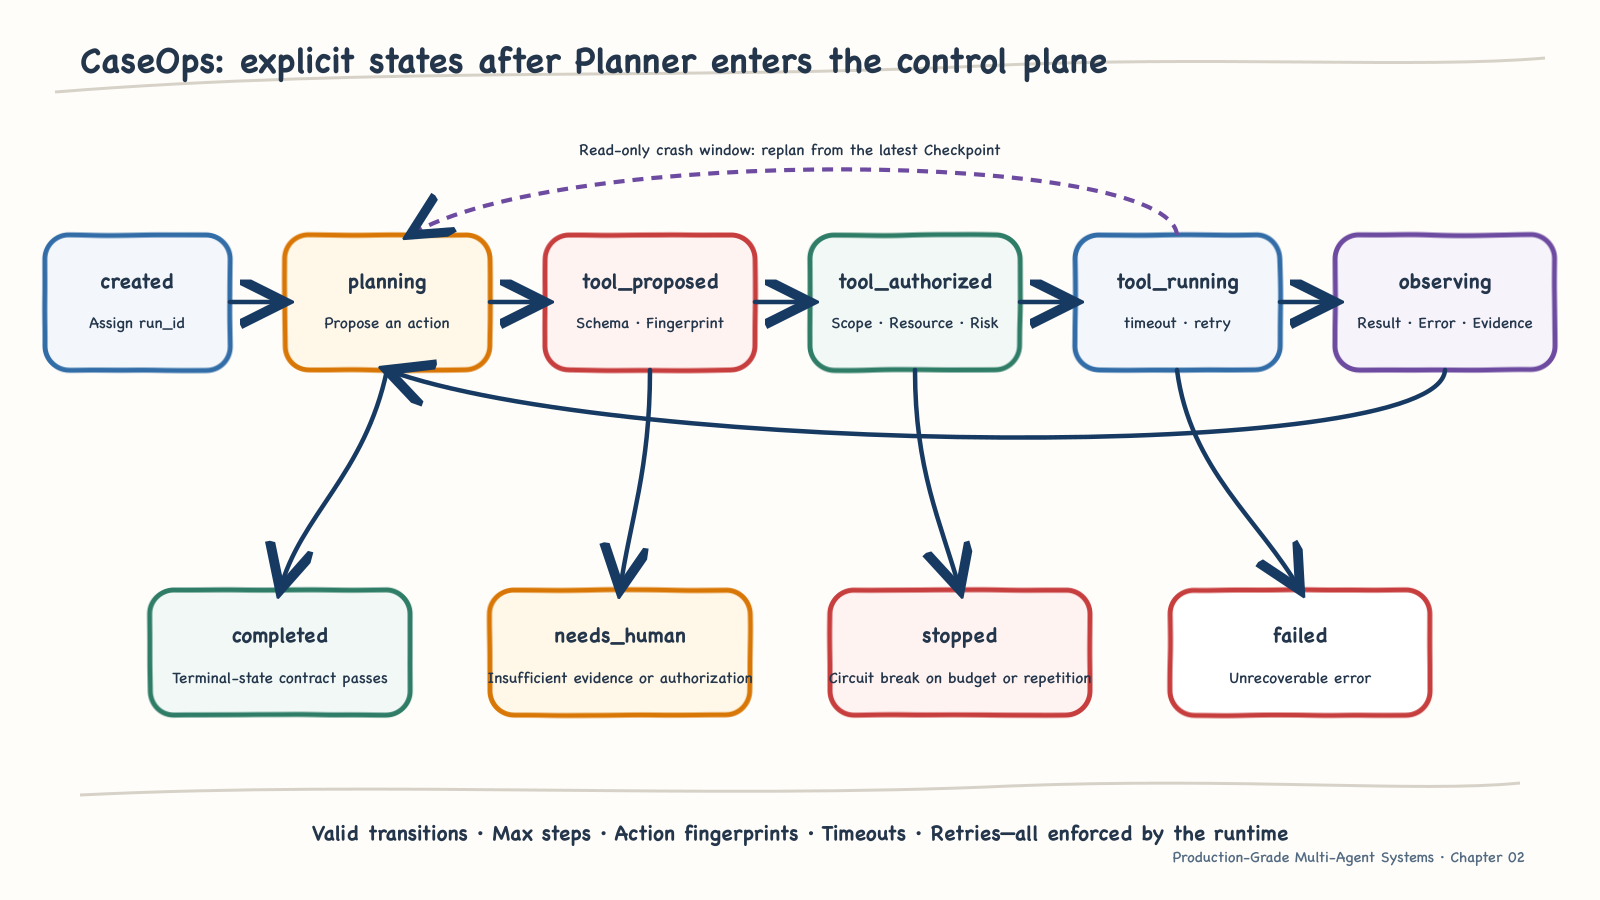 CaseOps: explicit states after Planner enters the control plane
Read-only crash window: replan from the latest Checkpoint
created
Assign run_id
planning
Propose an action
tool_proposed
Schema · Fingerprint
tool_authorized
Scope · Resource · Risk
tool_running
timeout · retry
observing
Result · Error · Evidence
completed
Terminal-state contract passes
needs_human
Insufficient evidence or authorization
stopped
Circuit break on budget or repetition
failed
Unrecoverable error
Valid transitions · Max steps · Action fingerprints · Timeouts · Retries—all enforced by the runtime
Production-Grade Multi-Agent Systems · Chapter 02